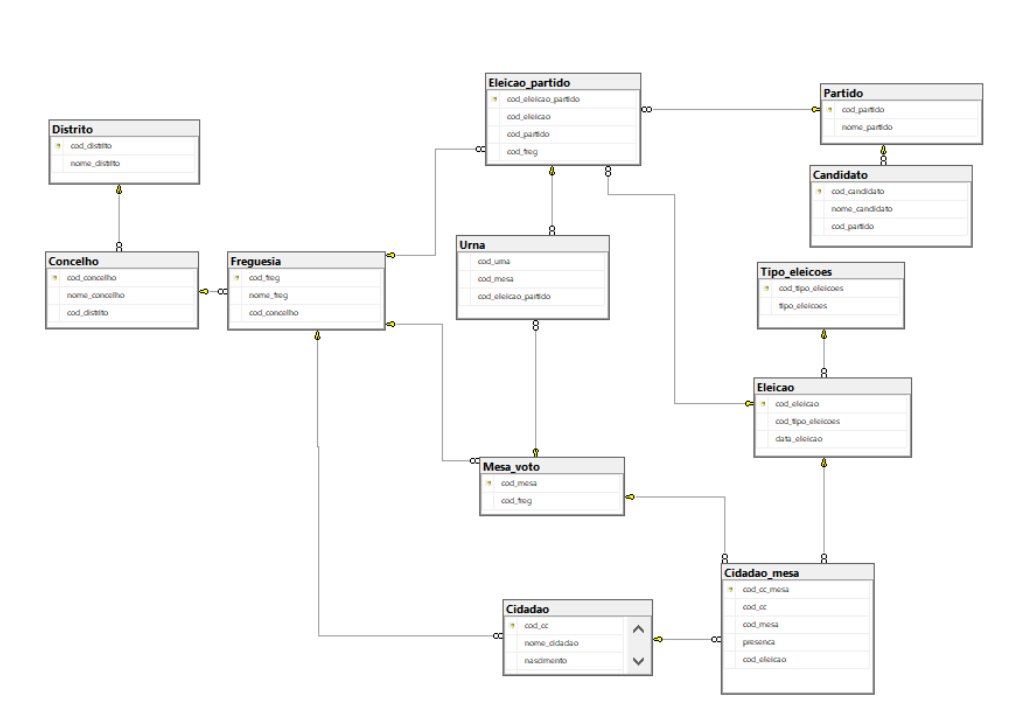 Eleicao_partido
cod_eleicao_partido
cod_eleicao
cod_partido
cod_freg
Partido
cod_partido
nome_partido
Distrito
cod_distrito
nome_distrito
Candidato
cod_candidato
nome_candidato
cod_partido
Concelho
cod_concelho
nome_concelho
cod_distrito
Freguesia
cod_freg
nome_freg
cod_concelho
Urna
cod_urna
cod_mesa
cod_eleicao_partido
Tipo_eleicoes
cod_tipo_eleicoes
tipo_eleicoes
Eleicao
cod_eleicao
cod_tipo_eleicoes
data_eleicao
Mesa_voto
cod_mesa
cod_freg
Cidadao_mesa
cod_cc_mesa
cod_cc
cod_mesa
presenca
cod_eleicao
Cidadao
cod_cc
nome_cidadao
nascimento